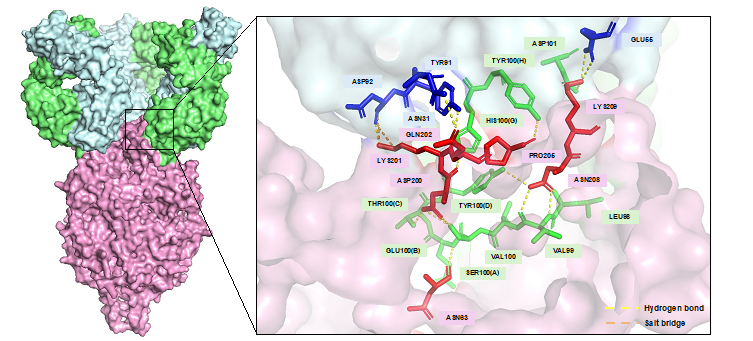 ASP101
GLU55
TYR91
TYR100(H)
ASP92
LYS209
ASN31
HIS100(G)
GLN202
LYS201
PRO205
ASP200
ASN208
THR100(C)
TYR100(D)
LEU98
GLU100(B)
VAL100
VAL99
SER100(A)
ASN63
Hydrogen bond
Salt bridge